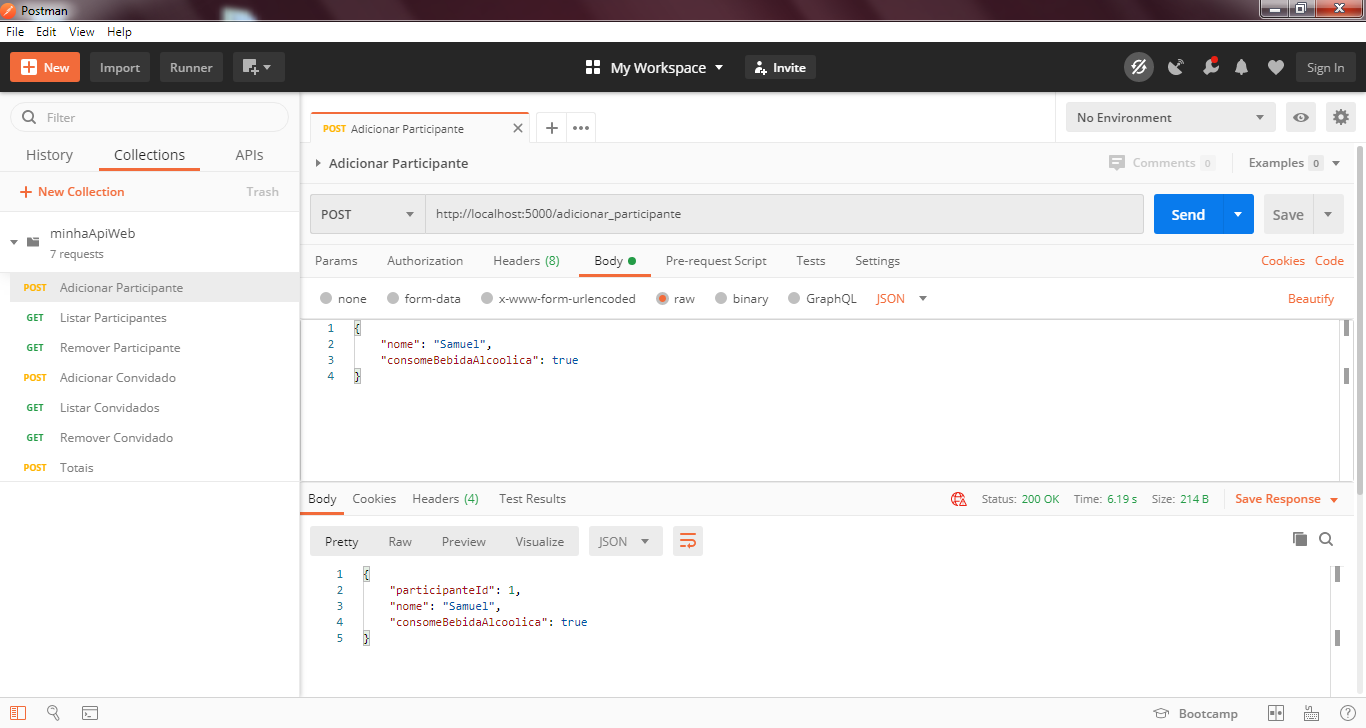 Postman
File Edit View Help
New Import Runner My Workspace Invite Sign In
Filter
History Collections APIs
New Collection Trash
minhaApiWeb
7 requests
POST Adicionar Participante
GET Listar Participantes
GET Remover Participante
POST Adicionar Convidado
GET Listar Convidados
GET Remover Convidado
POST Totais
POST Adicionar Participante
No Environment
Adicionar Participante Comments 0 Examples 0
POST http://localhost:5000/adicionar_participante Send Save
Params Authorization Headers (8) Body Pre-request Script Tests Settings Cookies Code
none form-data x-www-form-urlencoded raw binary GraphQL JSON Beautify
1 {
2 "nome": "Samuel",
3 "consomeBebidaAlcoolica": true
4 }
Body Cookies Headers (4) Test Results Status: 200 OK Time: 6.19 s Size: 214 B Save Response
Pretty Raw Preview Visualize JSON
1 {
2 "participanteId": 1,
3 "nome": "Samuel",
4 "consomeBebidaAlcoolica": true
5 }
Bootcamp